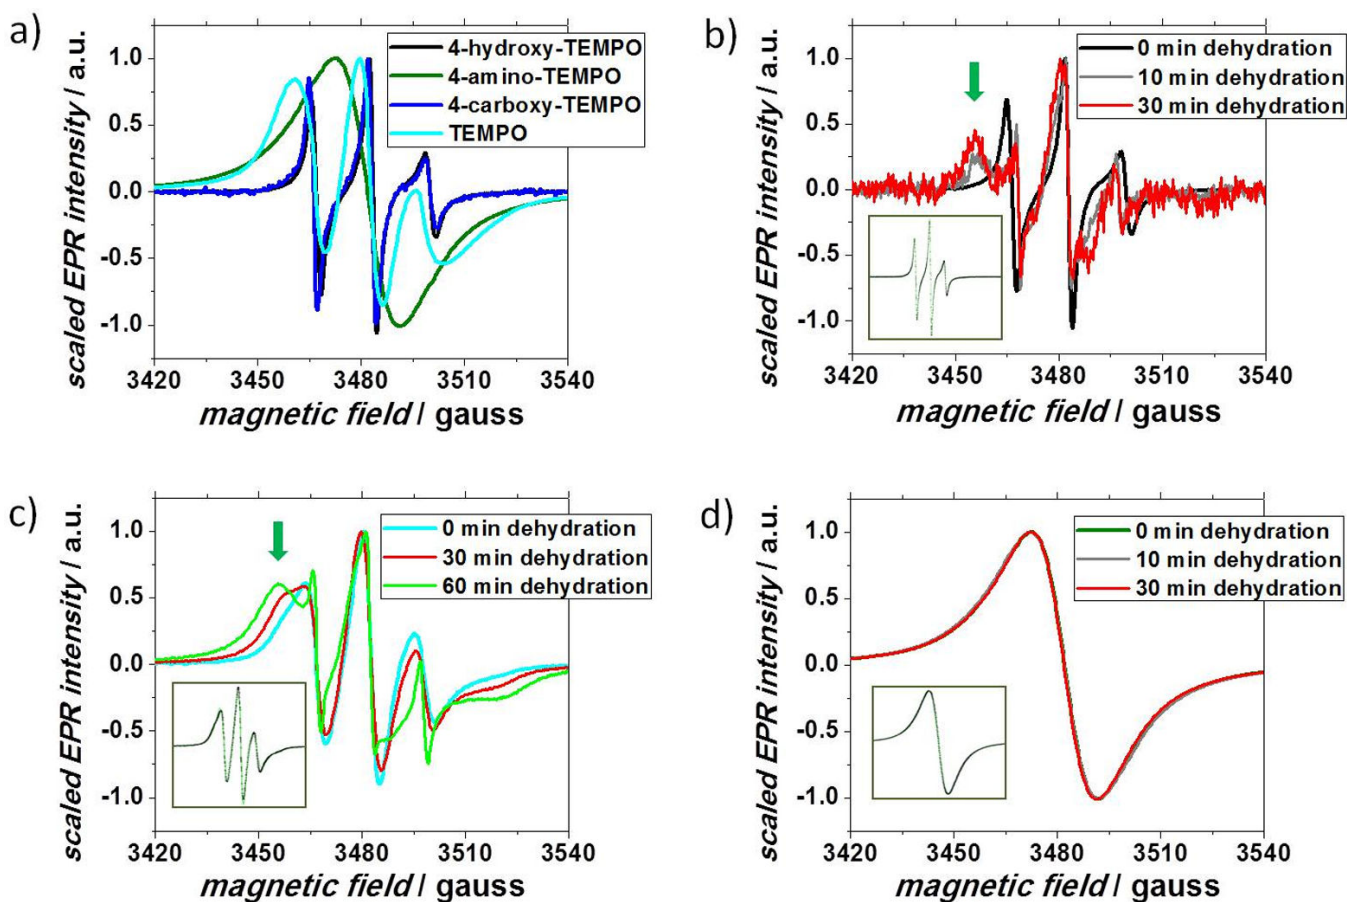 a)
scaled EPR intensity / a.u.
1.0
0.5
0.0
-0.5
-1.0
4-hydroxy-TEMPO
4-amino-TEMPO
4-carboxy-TEMPO
TEMPO
3420 3450 3480 3510 3540
magnetic field / gauss
b)
scaled EPR intensity / a.u.
1.0
0.5
0.0
-0.5
-1.0
0 min dehydration
10 min dehydration
30 min dehydration
3420 3450 3480 3510 3540
magnetic field / gauss
c)
scaled EPR intensity / a.u.
1.0
0.5
0.0
-0.5
-1.0
0 min dehydration
30 min dehydration
60 min dehydration
3420 3450 3480 3510 3540
magnetic field / gauss
d)
scaled EPR intensity / a.u.
1.0
0.5
0.0
-0.5
-1.0
0 min dehydration
10 min dehydration
30 min dehydration
3420 3450 3480 3510 3540
magnetic field / gauss